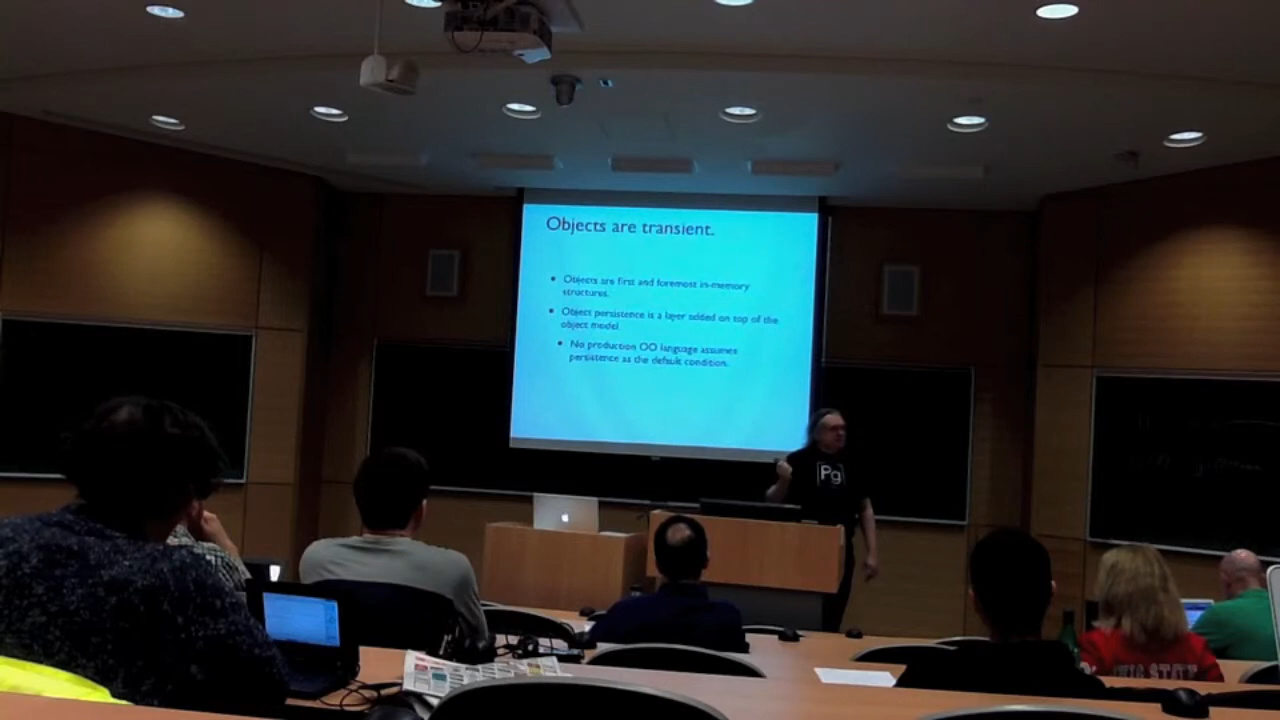 Objects are transient.
• Objects are first and foremost in-memory
structures.
• Object persistence is a layer added on top of the
object model
• No production OO language assumes
persistence as the default condition.
Pg
STATE